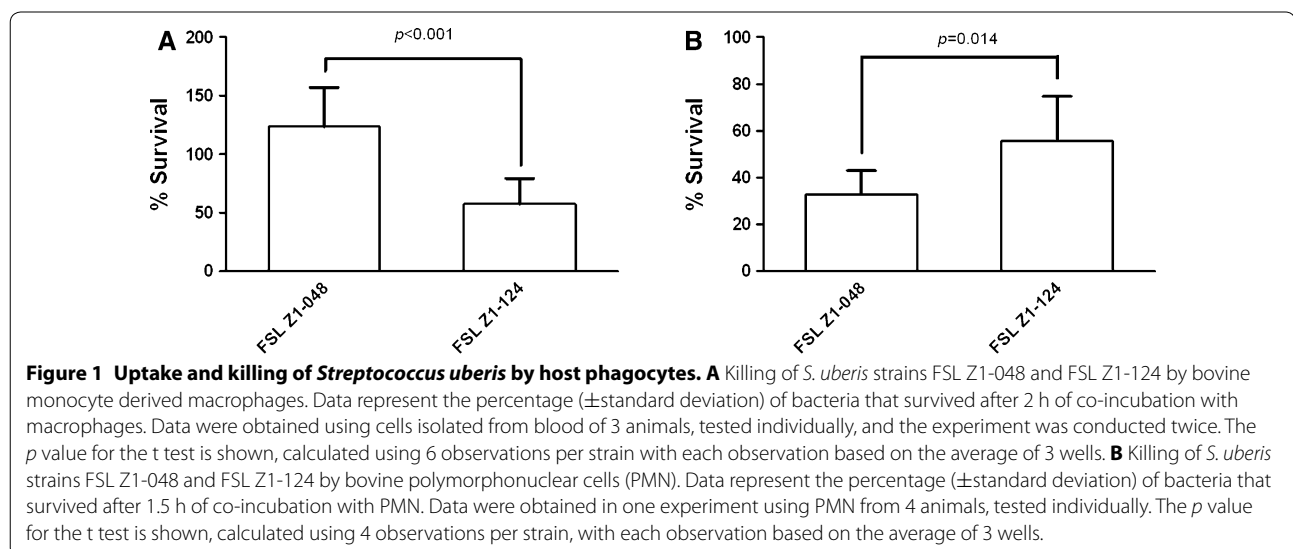 A
200
150
100
50
0
% Survival
p<0.001
FSL Z1-048
FSL Z1-124
B
100
80
60
40
20
0
% Survival
p=0.014
FSL Z1-048
FSL Z1-124
Figure 1 Uptake and killing of Streptococcus uberis by host phagocytes. A Killing of S. uberis strains FSL Z1-048 and FSL Z1-124 by bovine
monocyte derived macrophages. Data represent the percentage (±standard deviation) of bacteria that survived after 2 h of co-incubation with
macrophages. Data were obtained using cells isolated from blood of 3 animals, tested individually, and the experiment was conducted twice. The
p value for the t test is shown, calculated using 6 observations per strain with each observation based on the average of 3 wells. B Killing of S. uberis
strains FSL Z1-048 and FSL Z1-124 by bovine polymorphonuclear cells (PMN). Data represent the percentage (±standard deviation) of bacteria that
survived after 1.5 h of co-incubation with PMN. Data were obtained in one experiment using PMN from 4 animals, tested individually. The p value
for the t test is shown, calculated using 4 observations per strain, with each observation based on the average of 3 wells.